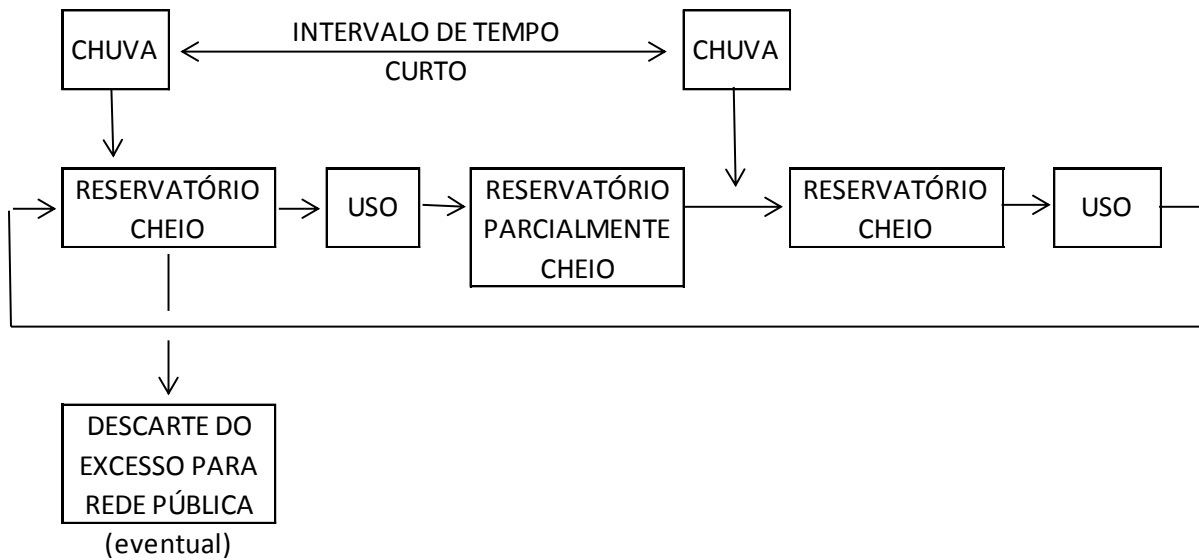 CHUVA
INTERVALO DE TEMPO
CURTO
CHUVA
RESERVATÓRIO
CHEIO
USO
RESERVATÓRIO
PARCIALMENTE
CHEIO
RESERVATÓRIO
CHEIO
USO
DESCARTE DO
EXCESSO PARA
REDE PÚBLICA
(eventual)